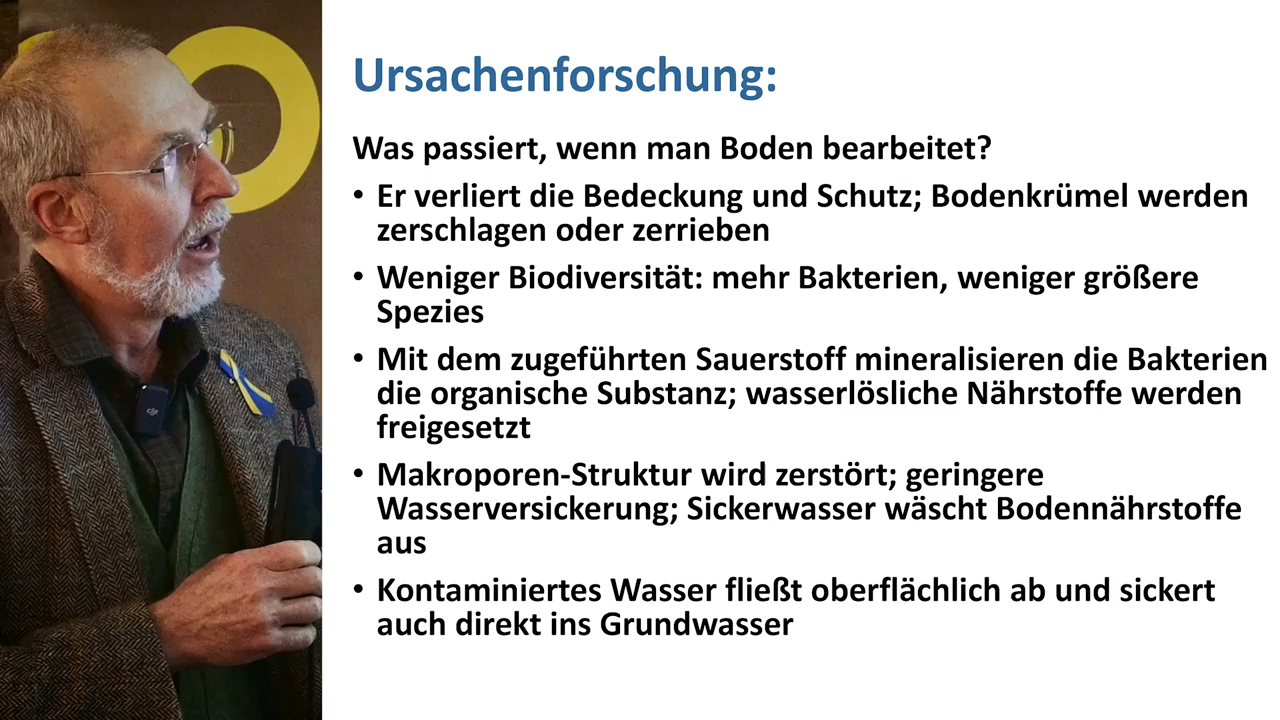 Ursachenforschung:
Was passiert, wenn man Boden bearbeitet?
• Er verliert die Bedeckung und Schutz; Bodenkrümel werden
zerschlagen oder zerrieben
• Weniger Biodiversität: mehr Bakterien, weniger größere
Spezies
• Mit dem zugeführten Sauerstoff mineralisieren die Bakterien
die organische Substanz; wasserlösliche Nährstoffe werden
freigesetzt
• Makroporen-Struktur wird zerstört; geringere
Wasserversickerung; Sickerwasser wäscht Bodennährstoffe
aus
• Kontaminiertes Wasser fließt oberflächlich ab und sickert
auch direkt ins Grundwasser